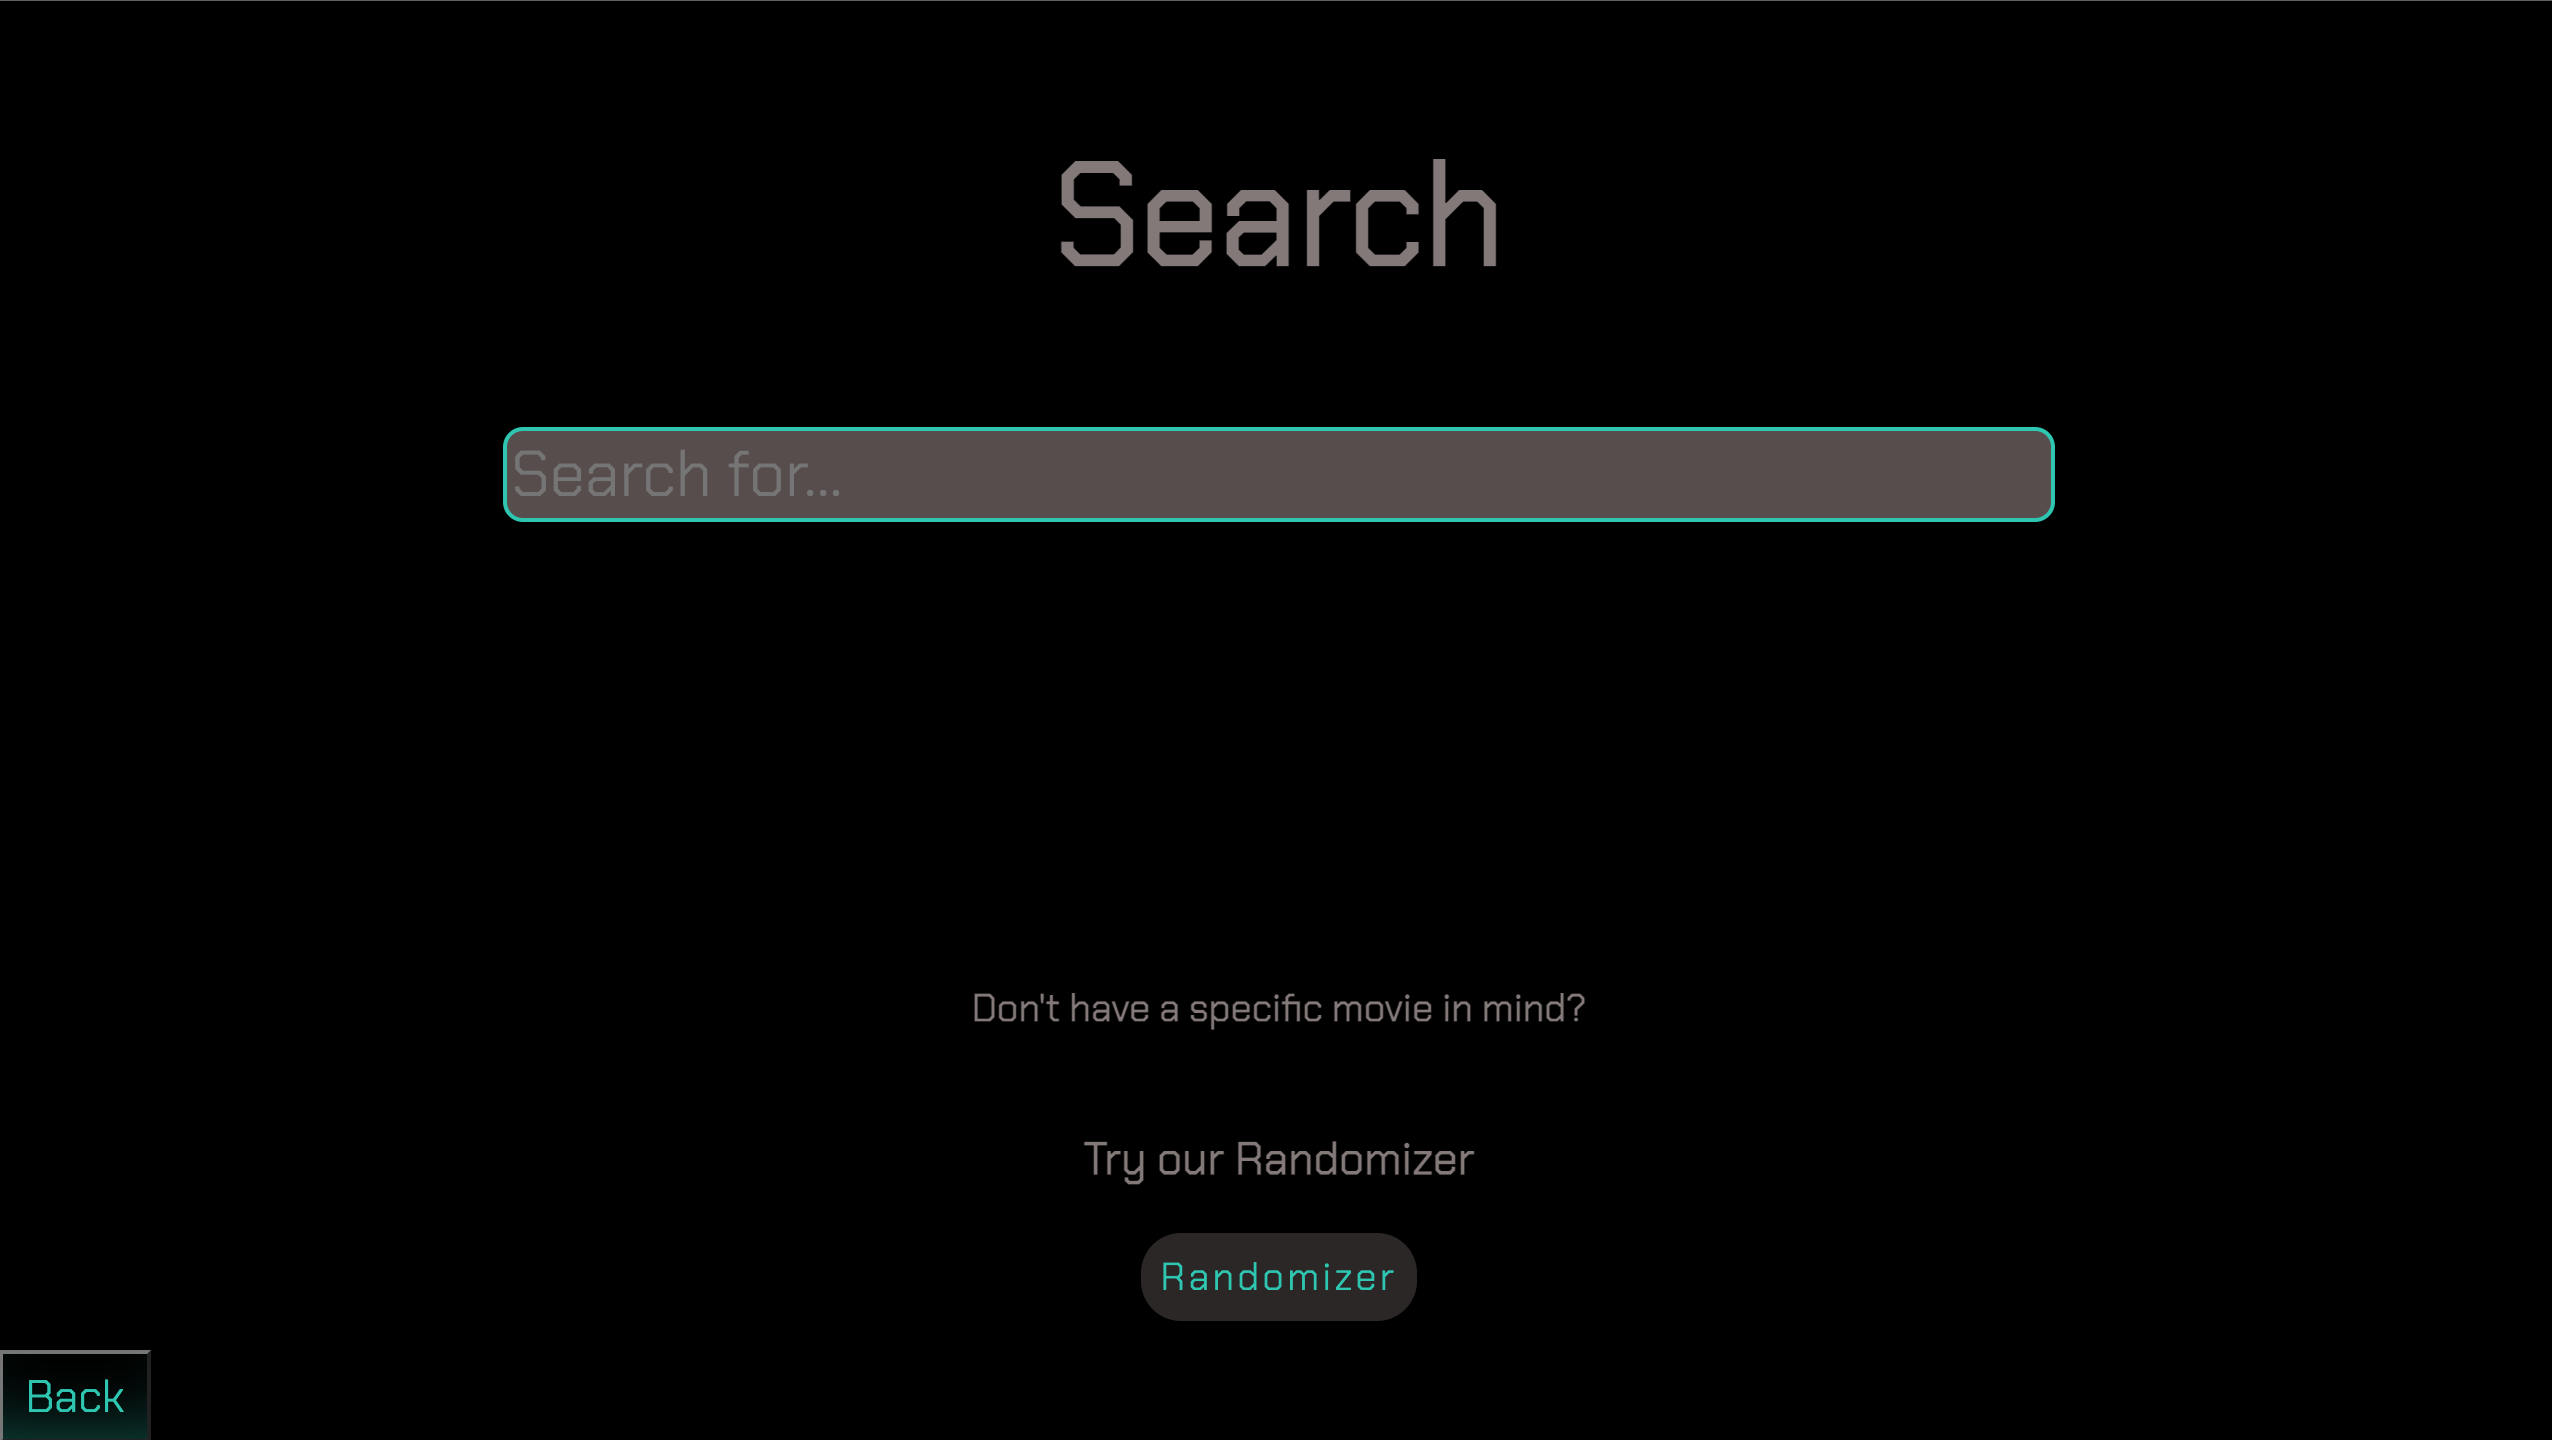 Search
Search for...
Don't have a specific movie in mind?
Try our Randomizer
Randomizer
Back